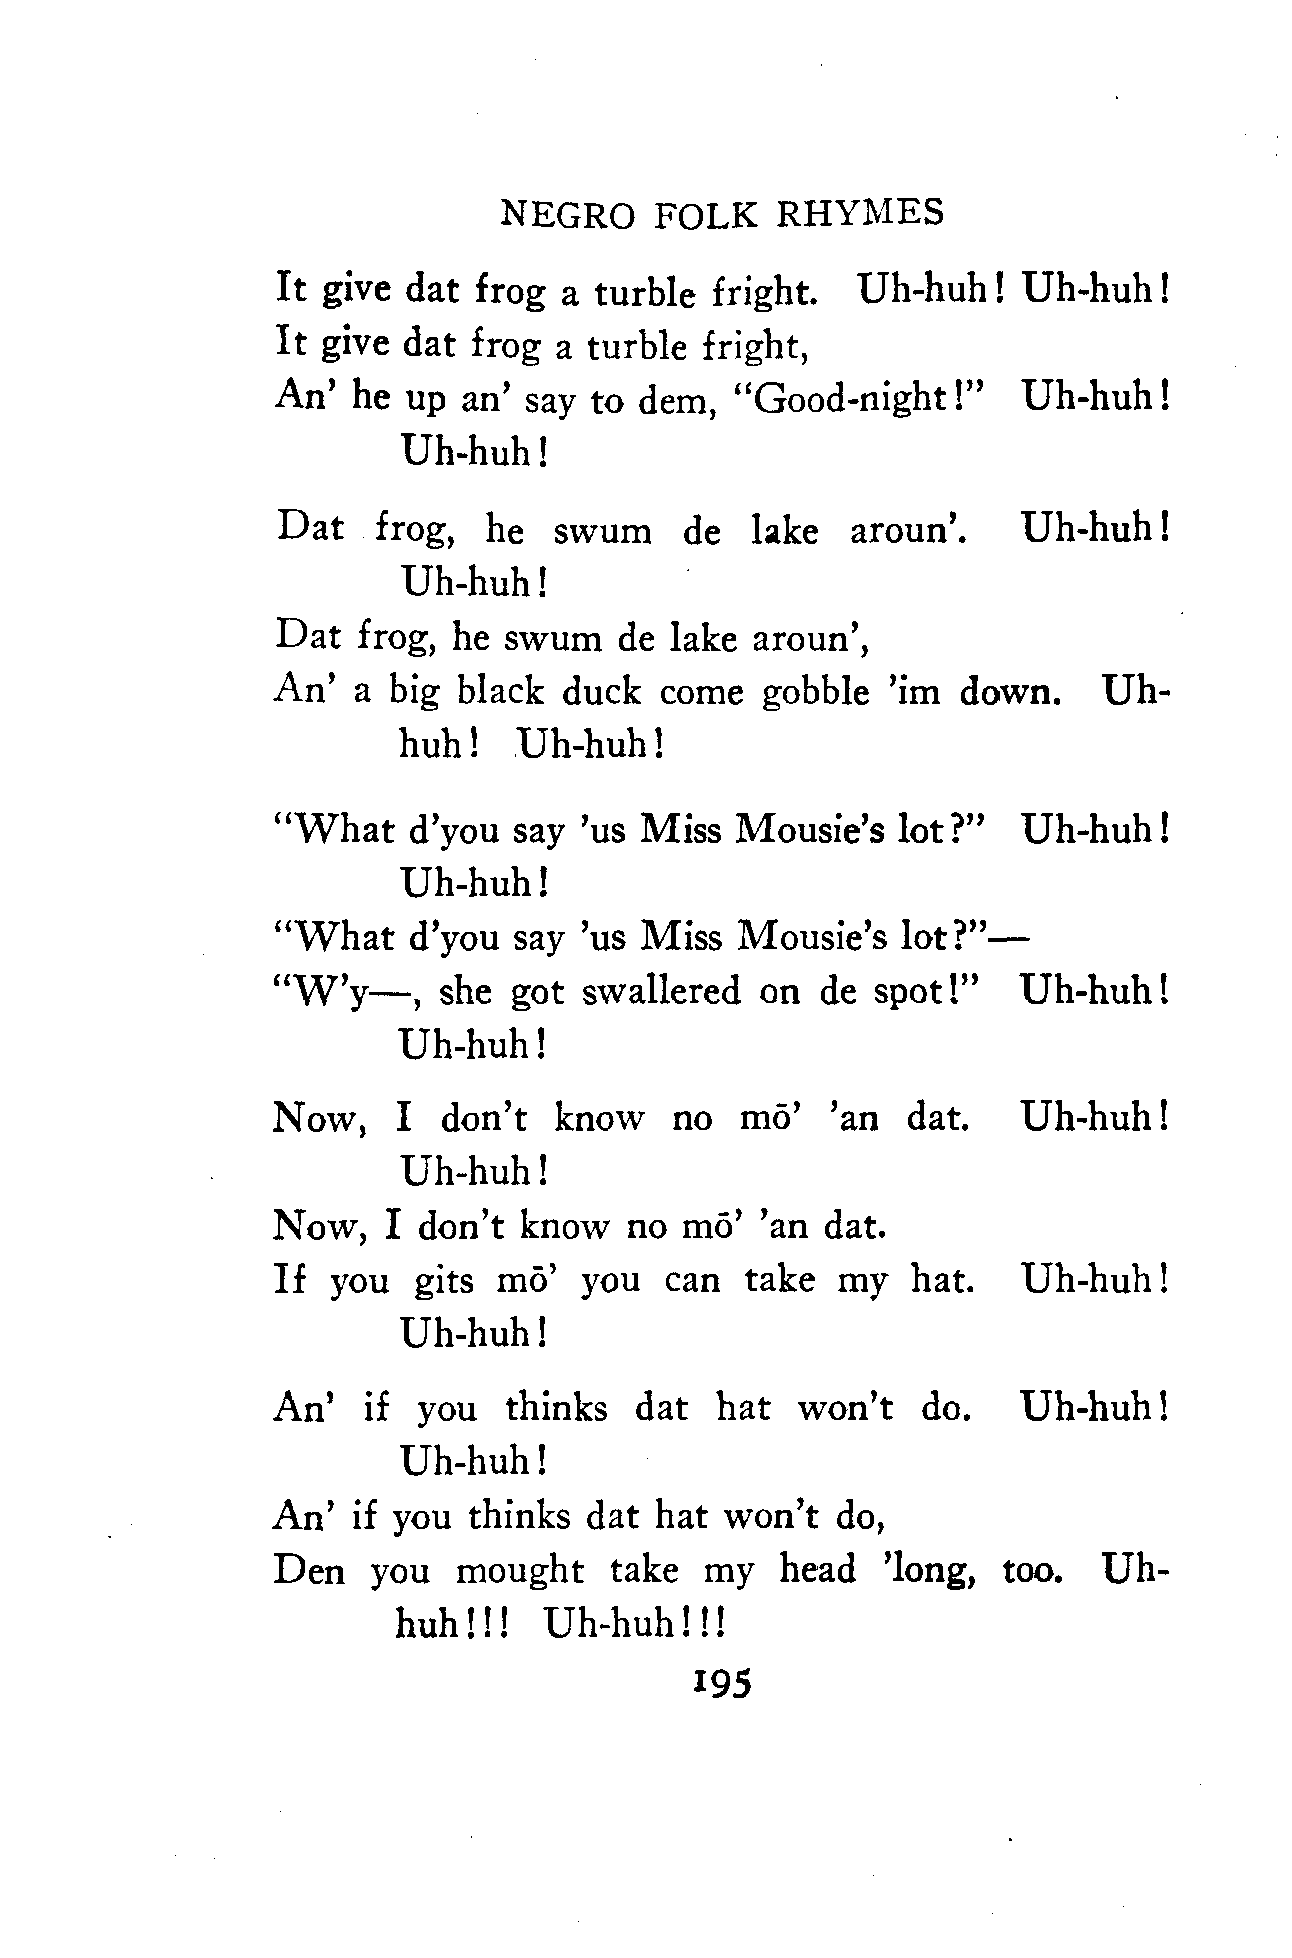 NEGRO FOLK RHYMES
It give dat frog a turble fright. Uh-huh! Uh-huh!
It give dat frog a turble fright,
An' he up an' say to dem, "Good-night!" Uh-huh!
Uh-huh!
Dat frog, he swum de lake aroun'. Uh-huh!
Uh-huh!
Dat frog, he swum de lake aroun',
An' a big black duck come gobble 'im down. Uh-
huh! Uh-huh!
"What d'you say 'us Miss Mousie's lot?" Uh-huh!
Uh-huh!
"What d'you say 'us Miss Mousie's lot?"—
"W'y—, she got swallered on de spot!" Uh-huh!
Uh-huh!
Now, I don't know no mō' 'an dat. Uh-huh!
Uh-huh!
Now, I don't know no mō' 'an dat.
If you gits mō' you can take my hat. Uh-huh!
Uh-huh!
An' if you thinks dat hat won't do. Uh-huh!
Uh-huh!
An' if you thinks dat hat won't do,
Den you mought take my head 'long, too. Uh-
huh!!! Uh-huh!!!
195